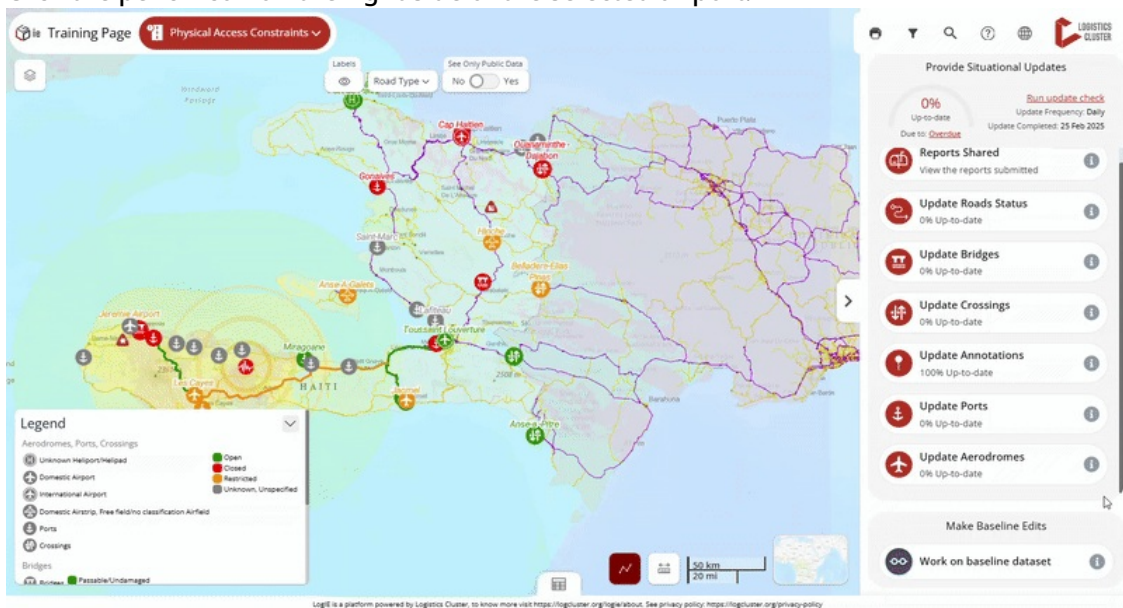 LogIE Training Page
Physical Access Constraints
LOGISTICS
CLUSTER
Labels
Road Type
See Only Public Data
No Yes
Provide Situational Updates
0%
Up-to-date
Due to: Overdue
Run update check
Update Frequency: Daily
Update Completed: 25 Feb 2025
Reports Shared
View the reports submitted
Update Roads Status
0% Up-to-date
Update Bridges
0% Up-to-date
Update Crossings
0% Up-to-date
Update Annotations
100% Up-to-date
Update Ports
0% Up-to-date
Update Aerodromes
0% Up-to-date
Make Baseline Edits
Work on baseline dataset
Windward
Passage
Cap Haitien
Puerto Plata
Ouanaminthe -
Dajabon
Gonaives
Saint-Marc
Hinche
Belladere-Elias
Pinas
Anse-A-Galets
Lafiteau
Toussaint Louverture
Jeremie Airport
Miragoane
Les Cayes
HAITI
Jacmel
2508 m
Barahona
Anse-a-Pitre
Legend
Aerodromes, Ports, Crossings
Unknown Heliport/Helipad
Domestic Airport
International Airport
Domestic Airstrip, Free field/no classification Airfield
Ports
Crossings
Open
Closed
Restricted
Unknown, Unspecified
Bridges
Bridges
Passable/Undamaged
50 km
20 mi
LogIE is a platform powered by Logistics Cluster, to know more visit https://logcluster.org/logie/about. See privacy policy: https://logcluster.org/privacy-policy